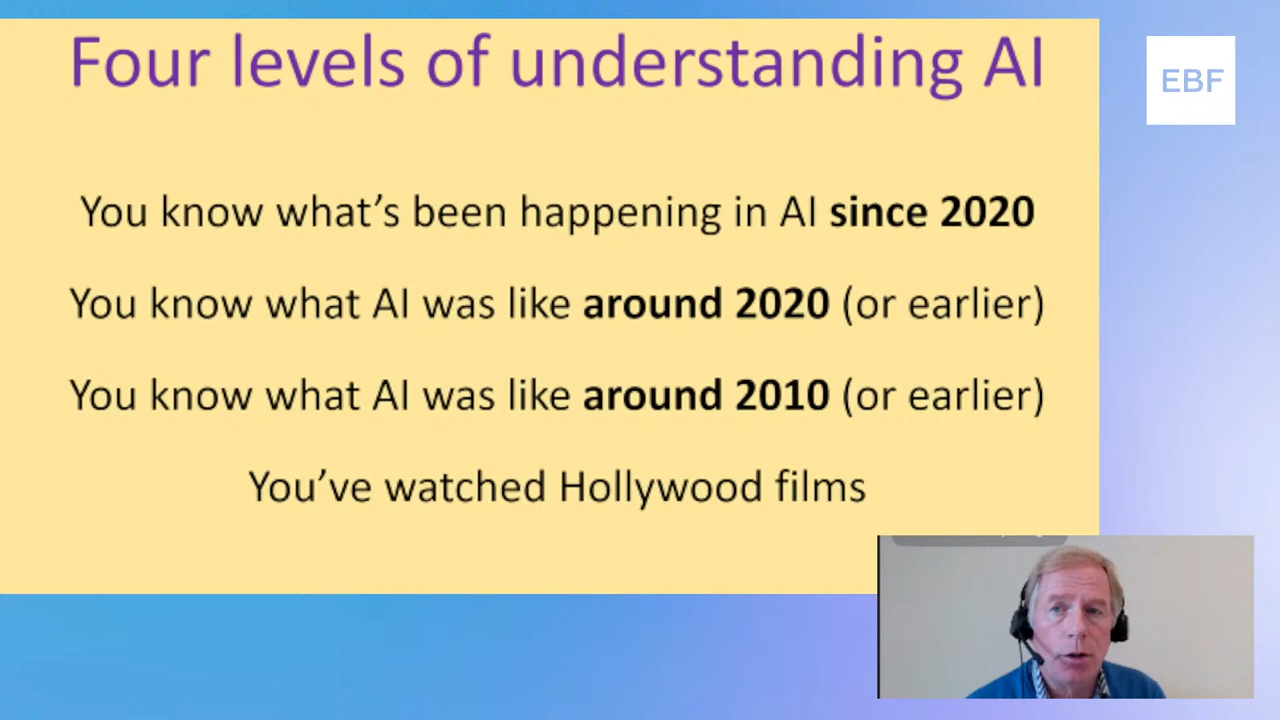 Four levels of understanding AI
EBF
You know what’s been happening in AI since 2020
You know what AI was like around 2020 (or earlier)
You know what AI was like around 2010 (or earlier)
You’ve watched Hollywood films